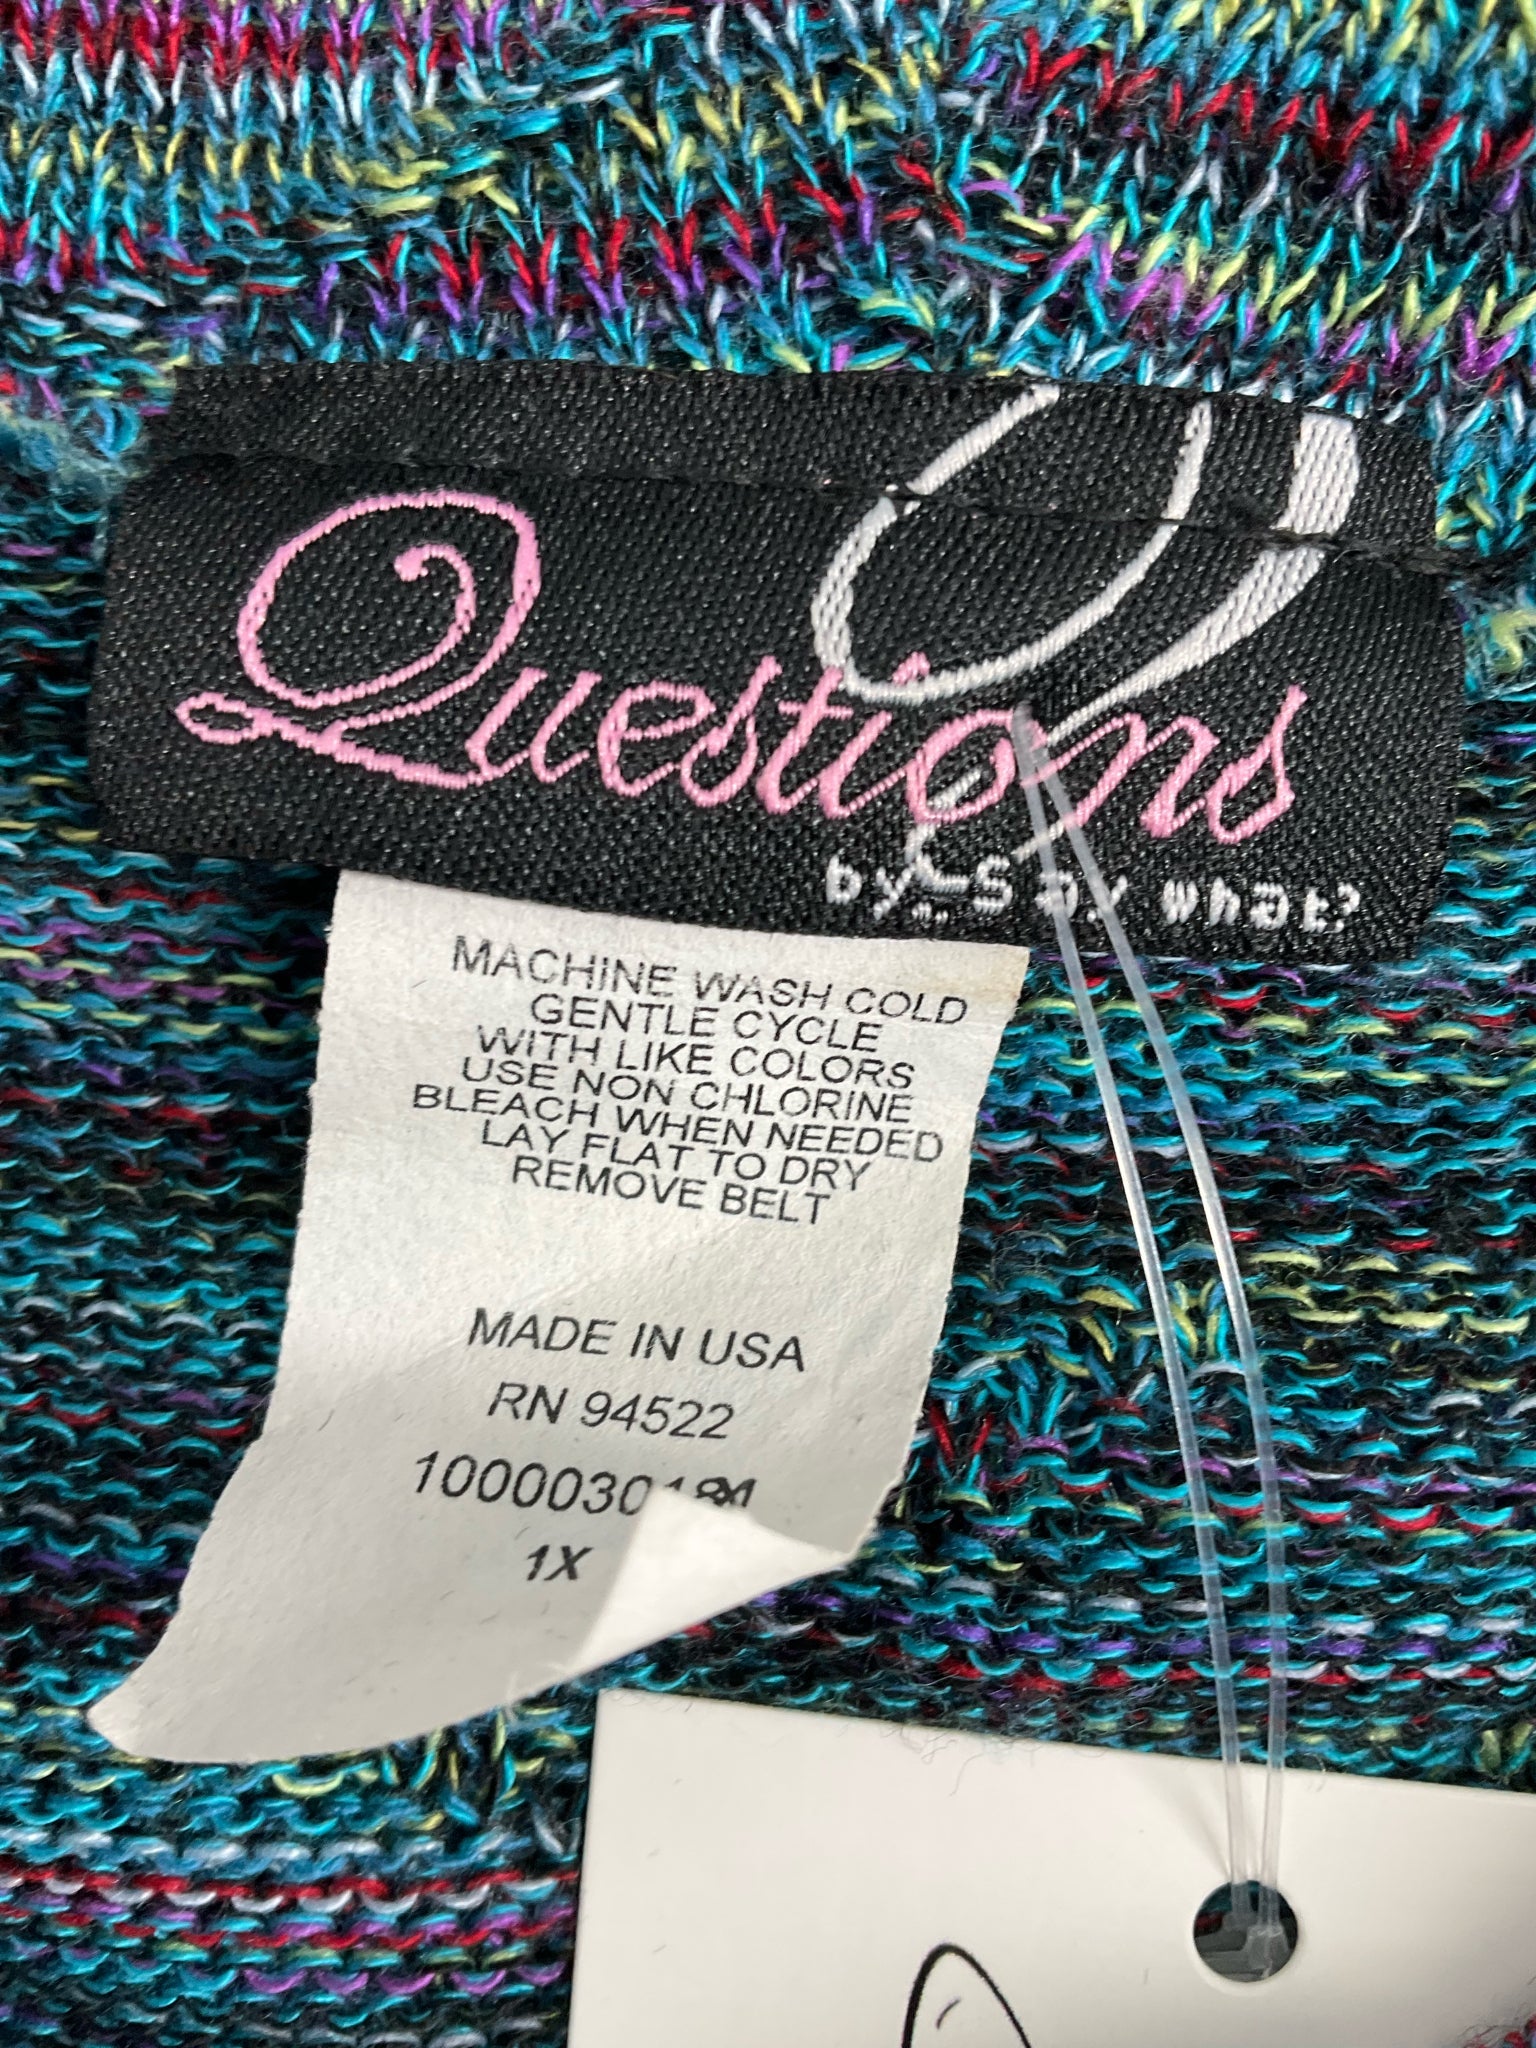 Questions
by Say What?
MACHINE WASH COLD
GENTLE CYCLE
WITH LIKE COLORS
USE NON CHLORINE
BLEACH WHEN NEEDED
LAY FLAT TO DRY
REMOVE BELT
MADE IN USA
RN 94522
1X